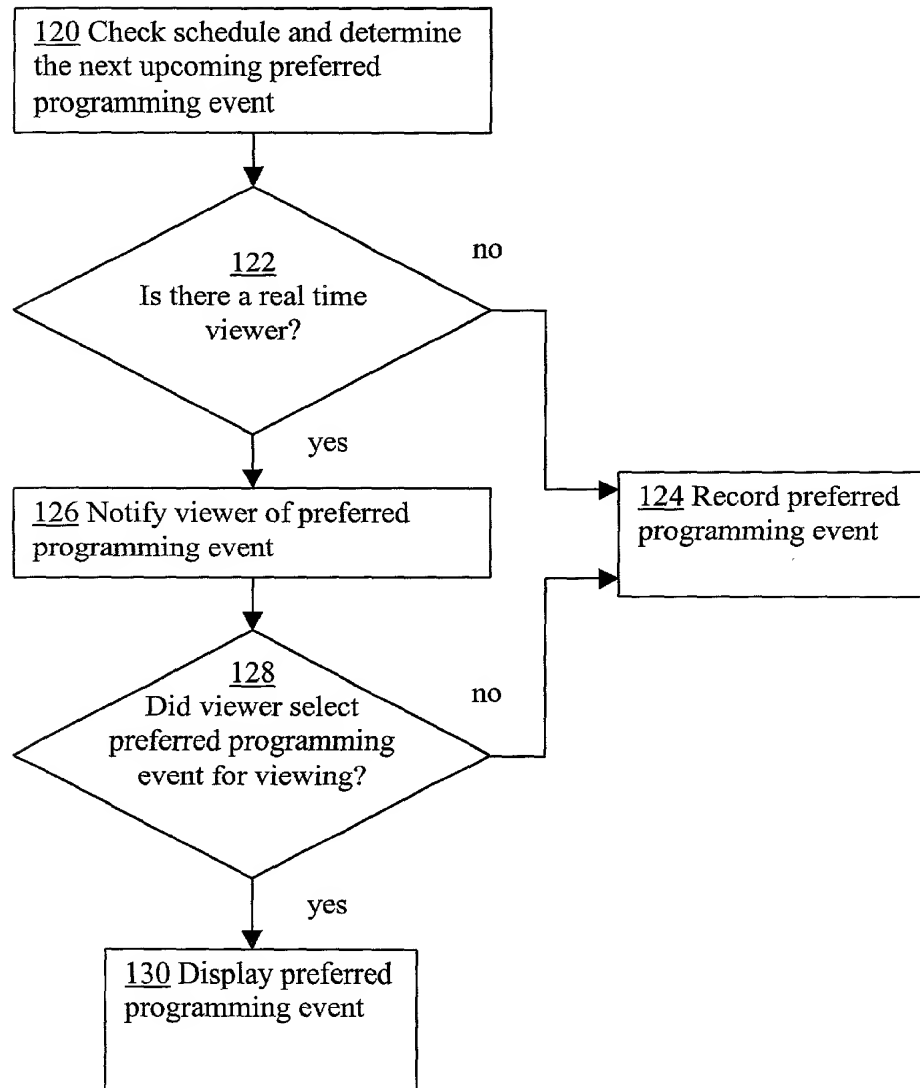 120 Check schedule and determine
the next upcoming preferred
programming event
122
Is there a real time
viewer?
no
yes
126 Notify viewer of preferred
programming event
124 Record preferred
programming event
128
Did viewer select
preferred programming
event for viewing?
no
yes
130 Display preferred
programming event